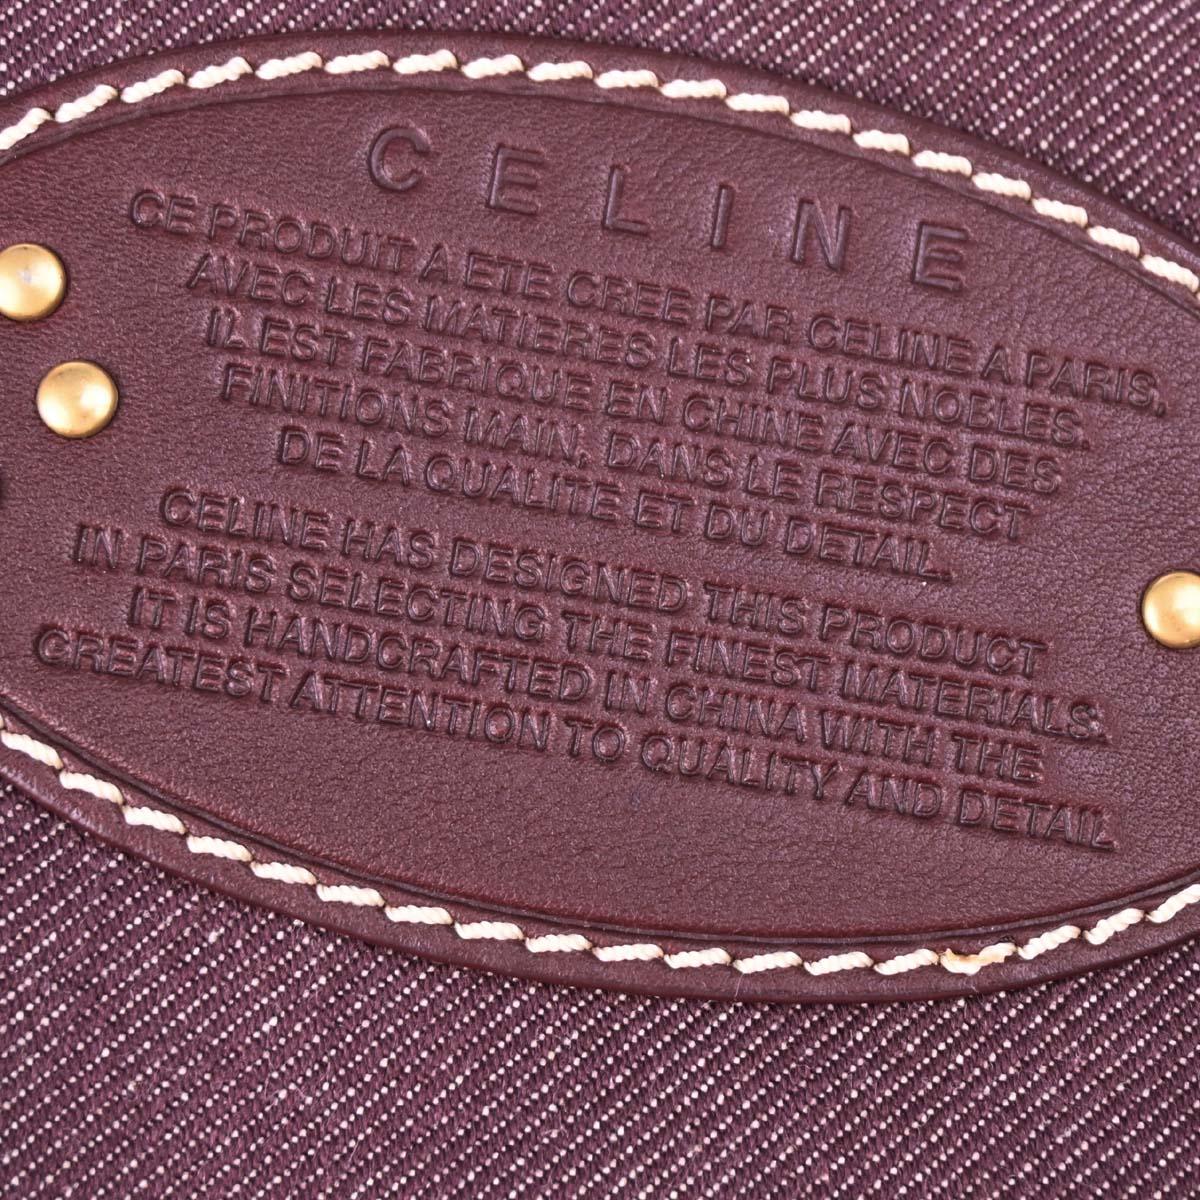 CELINE
CE PRODUIT A ETE CREE PAR CELINE A PARIS,
AVEC LES MATIERES LES PLUS NOBLES.
IL EST FABRIQUE EN CHINE AVEC DES
FINITIONS MAIN, DANS LE RESPECT
DE LA QUALITE ET DU DETAIL.
CELINE HAS DESIGNED THIS PRODUCT
IN PARIS SELECTING THE FINEST MATERIALS.
IT IS HANDCRAFTED IN CHINA WITH THE
GREATEST ATTENTION TO QUALITY AND DETAIL